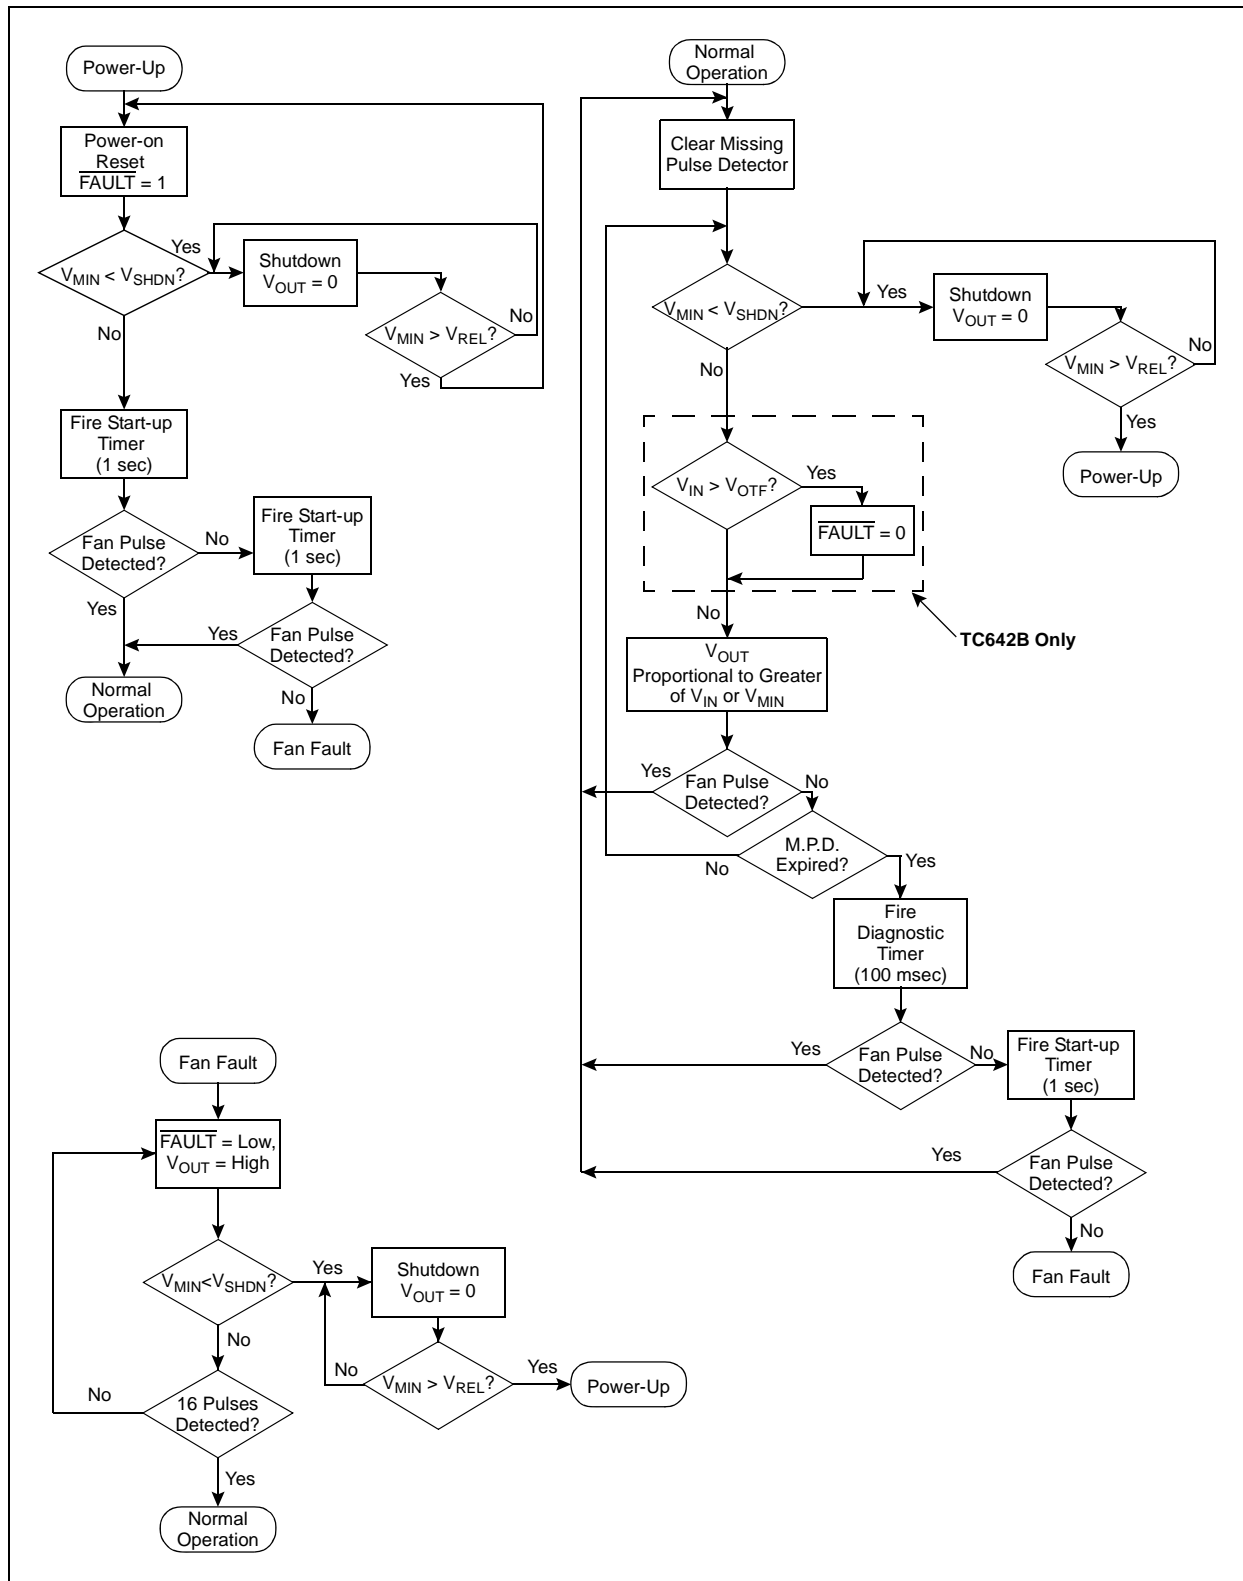 Power-Up
Power-on
Reset
FAULT = 1
VMIN < VSHDN?
Yes
No
Shutdown
VOUT = 0
VMIN > VREL?
No
Yes
Fire Start-up
Timer
(1 sec)
Fan Pulse
Detected?
No
Yes
Fire Start-up
Timer
(1 sec)
Fan Pulse
Detected?
Yes
No
Normal
Operation
Fan Fault
Normal
Operation
Clear Missing
Pulse Detector
VMIN < VSHDN?
Yes
No
Shutdown
VOUT = 0
VMIN > VREL?
No
Yes
Power-Up
VIN > VOTF?
Yes
FAULT = 0
No
TC642B Only
VOUT
Proportional to Greater
of VIN or VMIN
Fan Pulse
Detected?
Yes
No
M.P.D.
Expired?
No
Yes
Fire
Diagnostic
Timer
(100 msec)
Fan Pulse
Detected?
Yes
No
Fire Start-up
Timer
(1 sec)
Fan Pulse
Detected?
Yes
No
Fan Fault
Fan Fault
FAULT = Low,
VOUT = High
VMIN<VSHDN?
Yes
No
Shutdown
VOUT = 0
VMIN > VREL?
No
Yes
Power-Up
16 Pulses
Detected?
No
Yes
Normal
Operation